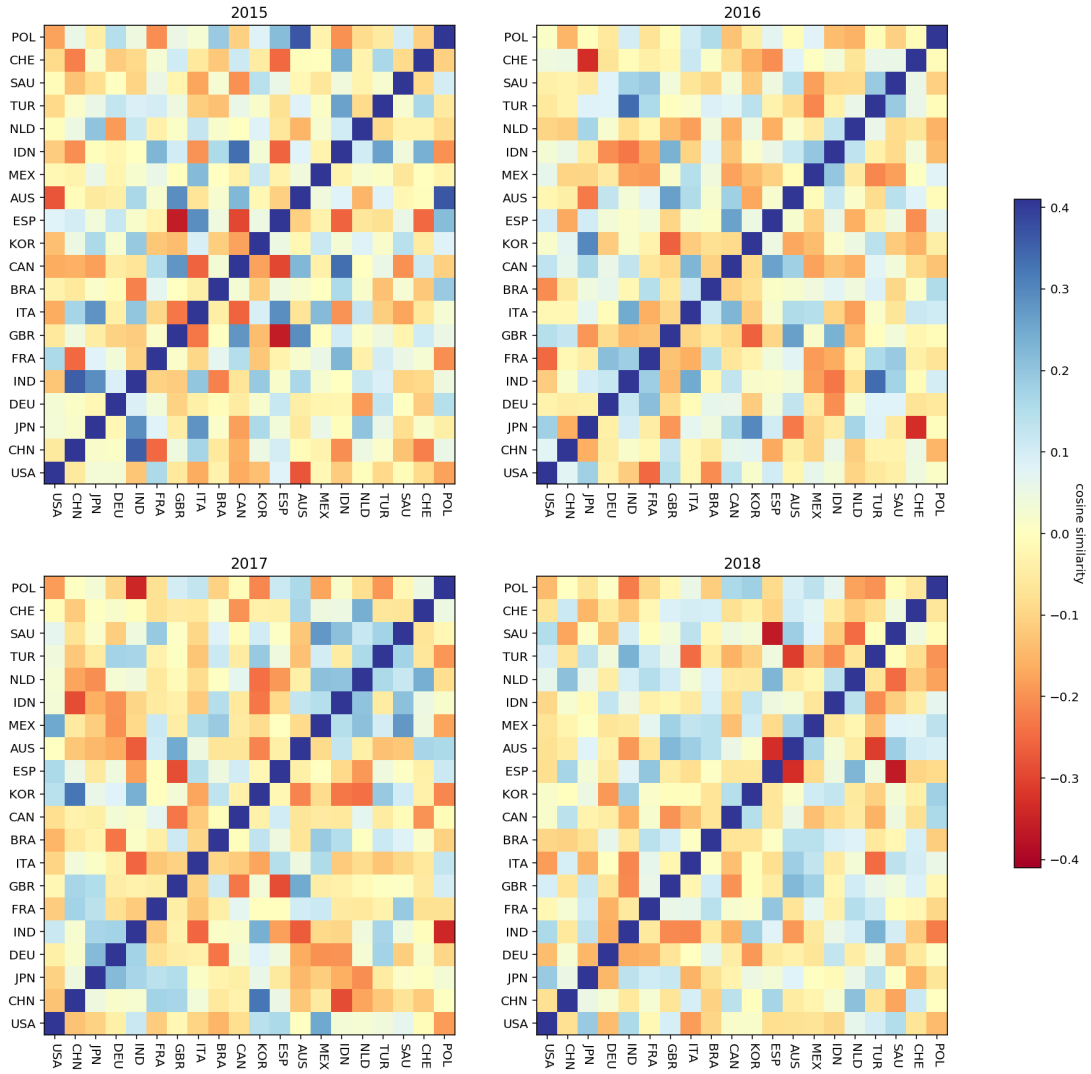 2015
2016
POL
CHE
SAU
TUR
NLD
IDN
MEX
AUS
ESP
KOR
CAN
BRA
ITA
GBR
FRA
IND
DEU
JPN
CHN
USA
USA CHN JPN DEU IND FRA GBR ITA BRA CAN KOR ESP AUS MEX IDN NLD TUR SAU CHE POL
POL
CHE
SAU
TUR
NLD
IDN
MEX
AUS
ESP
KOR
CAN
BRA
ITA
GBR
FRA
IND
DEU
JPN
CHN
USA
USA CHN JPN DEU IND FRA GBR ITA BRA CAN KOR ESP AUS MEX IDN NLD TUR SAU CHE POL
2017
2018
POL
CHE
SAU
TUR
NLD
IDN
MEX
AUS
ESP
KOR
CAN
BRA
ITA
GBR
FRA
IND
DEU
JPN
CHN
USA
USA CHN JPN DEU IND FRA GBR ITA BRA CAN KOR ESP AUS MEX IDN NLD TUR SAU CHE POL
POL
CHE
SAU
TUR
NLD
IDN
MEX
AUS
ESP
KOR
CAN
BRA
ITA
GBR
FRA
IND
DEU
JPN
CHN
USA
USA CHN JPN DEU IND FRA GBR ITA BRA CAN KOR ESP AUS MEX IDN NLD TUR SAU CHE POL
0.4
0.3
0.2
0.1
0.0
−0.1
−0.2
−0.3
−0.4
cosine similarity